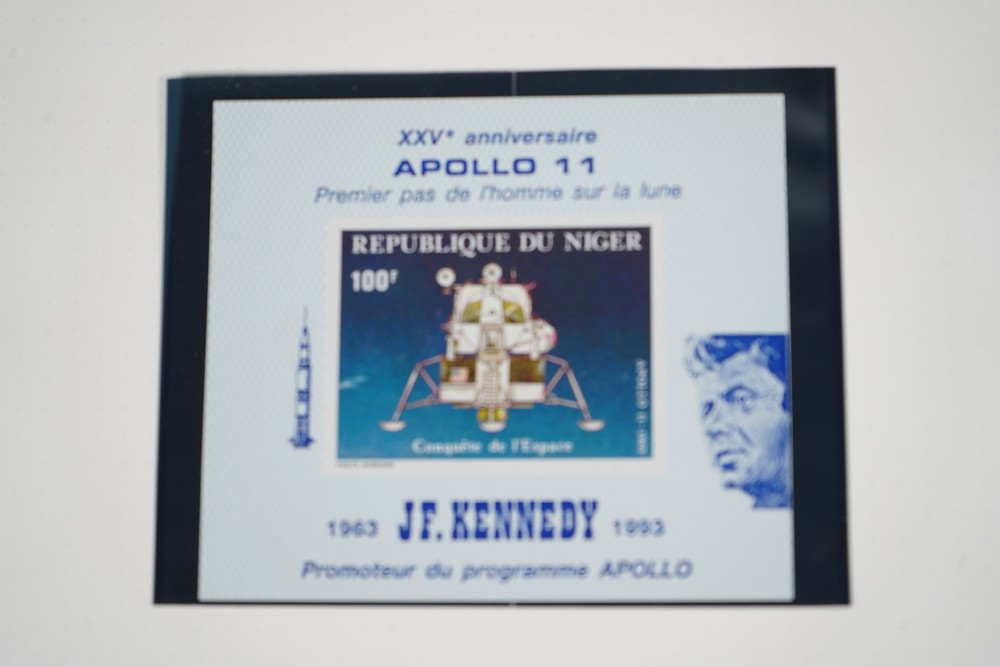 XXVe anniversaire
APOLLO 11
Premier pas de l'homme sur la lune
REPUBLIQUE DU NIGER
100F
Conquête de l'Espace
1963 J.F. KENNEDY 1993
Promoteur du programme APOLLO